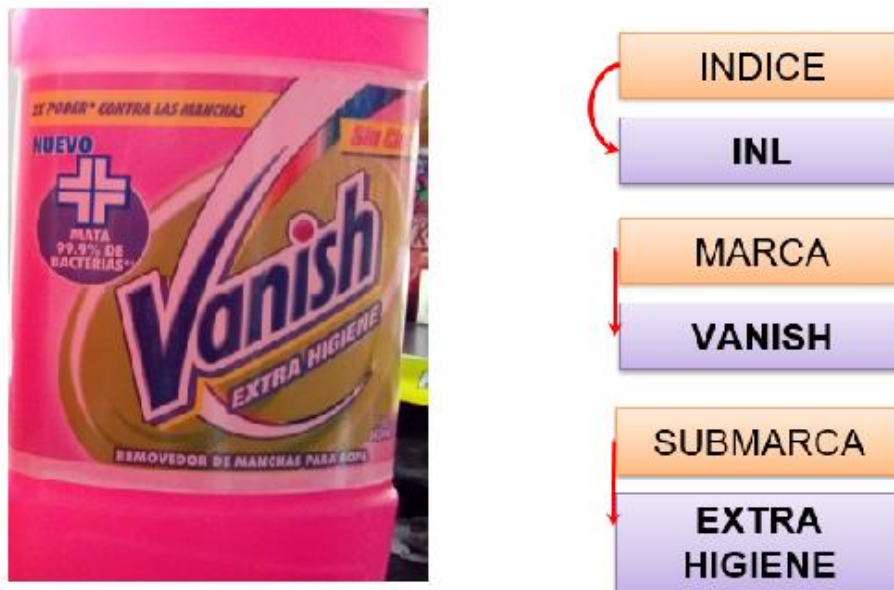 2X PODER* CONTRA LAS MANCHAS
NUEVO
MATA
99.9% DE
BACTERIAS*
Sin
Vanish
EXTRA HIGIENE
REMOVEDOR DE MANCHAS PARA ROPA
INDICE
INL
MARCA
VANISH
SUBMARCA
EXTRA
HIGIENE